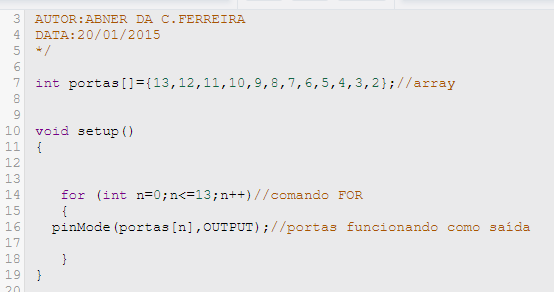 3 AUTOR:ABNER DA C.FERREIRA
4 DATA:20/01/2015
5 */
6
7 int portas[]={13,12,11,10,9,8,7,6,5,4,3,2};//array
8
9
10 void setup()
11 {
12
13
14 for (int n=0;n<=13;n++)//comando FOR
15 {
16 pinMode(portas[n],OUTPUT);//portas funcionando como saída
17
18 }
19 }
20